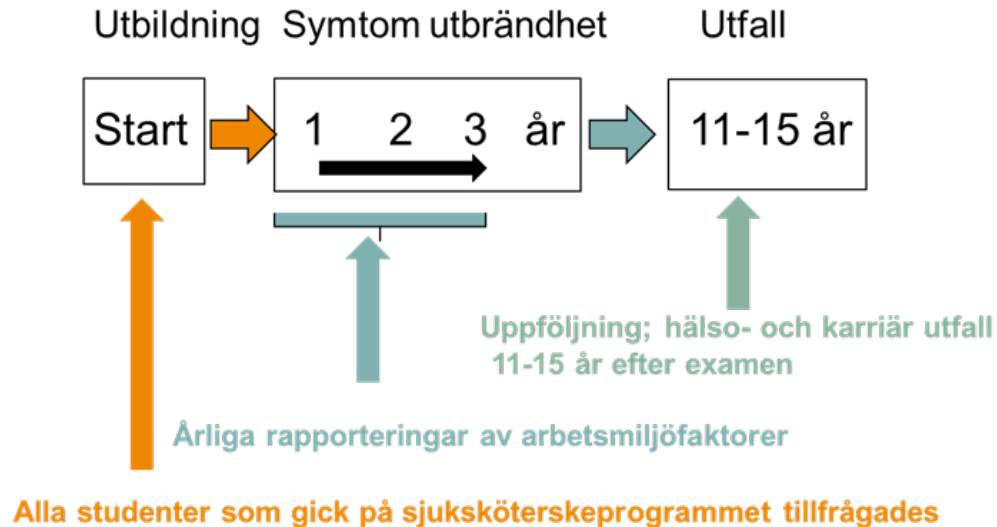 Utbildning Symtom utbrändhet Utfall
Start 1 2 3 år 11-15 år
Uppföljning; hälso- och karriär utfall
11-15 år efter examen
Årliga rapporteringar av arbetsmiljöfaktorer
Alla studenter som gick på sjuksköterskeprogrammet tillfrågades